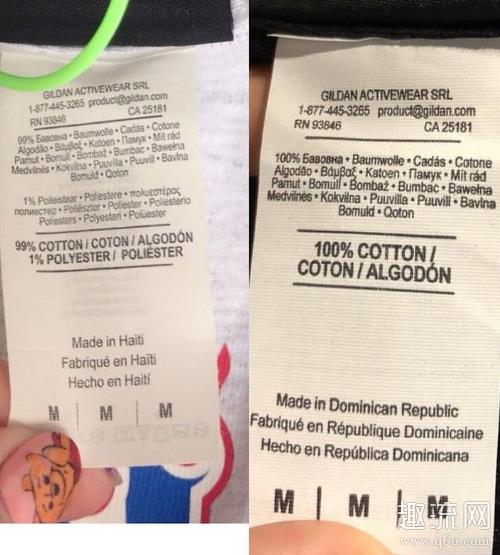 GILDAN ACTIVEWEAR SRL
1-877-445-3265 product@gildan.com
RN 93846 CA 25181
99% Бавовна • Baumwolle • Cadás • Cotone
Algodão • Βάμβαξ • Katoen • Памук • Mít rád
Pamut • Bomull • Bombaž • Bumbac • Bawełna
Medvilnės • Kokvilna • Puuvilla • Puuvill • Bavlna
Bomuld • Qoton
1% Poileistear • Poliestere • πολυεστέρας
полиестер • Poliészter • Poliester • Poliesterio
Poliesters • Polyesteri • Polüester
99% COTTON / COTON / ALGODÓN
1% POLYESTER / POLIÉSTER
Made in Haiti
Fabriqué en Haïti
Hecho en Haití
M | M | M
GILDAN ACTIVEWEAR SRL
1-877-445-3265 product@gildan.com
RN 93846 CA 25181
100% Бавовна • Baumwolle • Cadás • Cotone
Algodão • Βάμβαξ • Katoen • Памук • Mít rád
Pamut • Bomull • Bombaž • Bumbac • Bawełna
Medvilnės • Kokvilna • Puuvilla • Puuvill • Bavlna
Bomuld • Qoton
100% COTTON /
COTON / ALGODÓN
Made in Dominican Republic
Fabriqué en République Dominicaine
Hecho en República Dominicana
M | M | M
趣流网
www.q6u.com